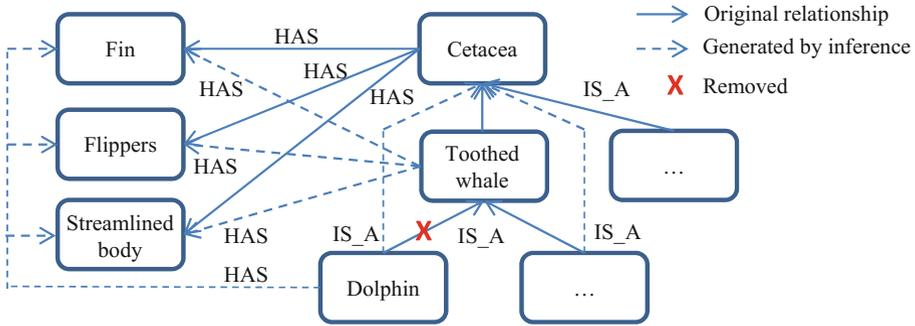 HAS
Fin
Cetacea
Original relationship
Generated by inference
Removed
HAS
HAS
HAS
IS_A
Flippers
HAS
Toothed
whale
...
Streamlined
body
HAS
IS_A
X
IS_A
IS_A
HAS
Dolphin
...